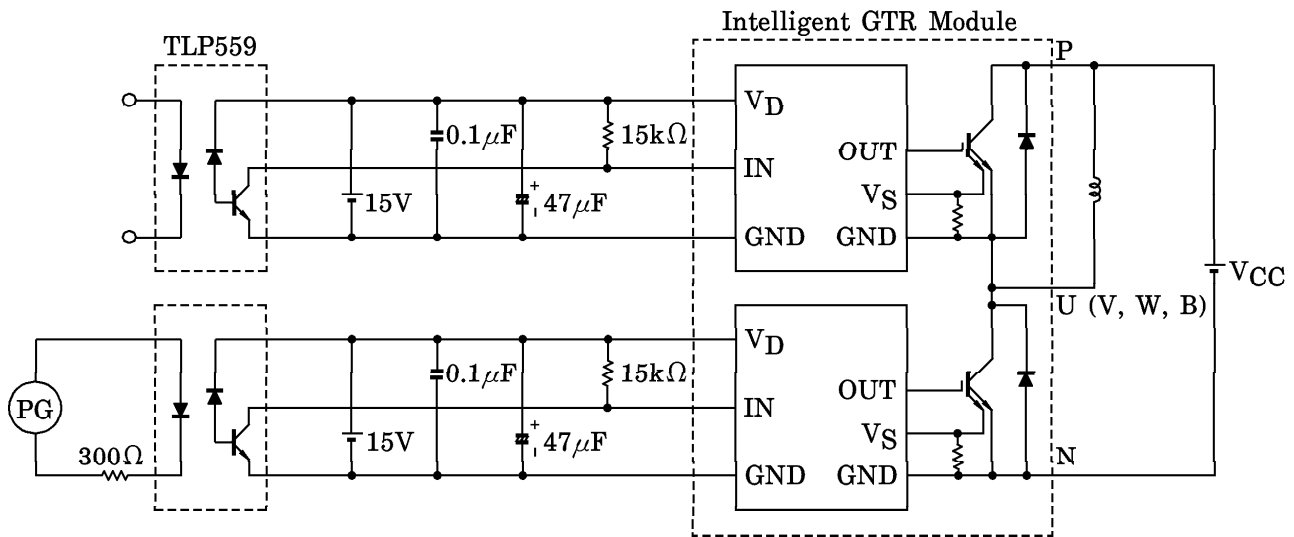 Intelligent GTR Module
TLP559
P
V_D
0.1μF
15kΩ
OUT
IN
V_S
15V
+
-
47μF
GND
GND
V_CC
U (V, W, B)
V_D
0.1μF
15kΩ
OUT
PG
IN
V_S
15V
+
-
47μF
300Ω
N
GND
GND